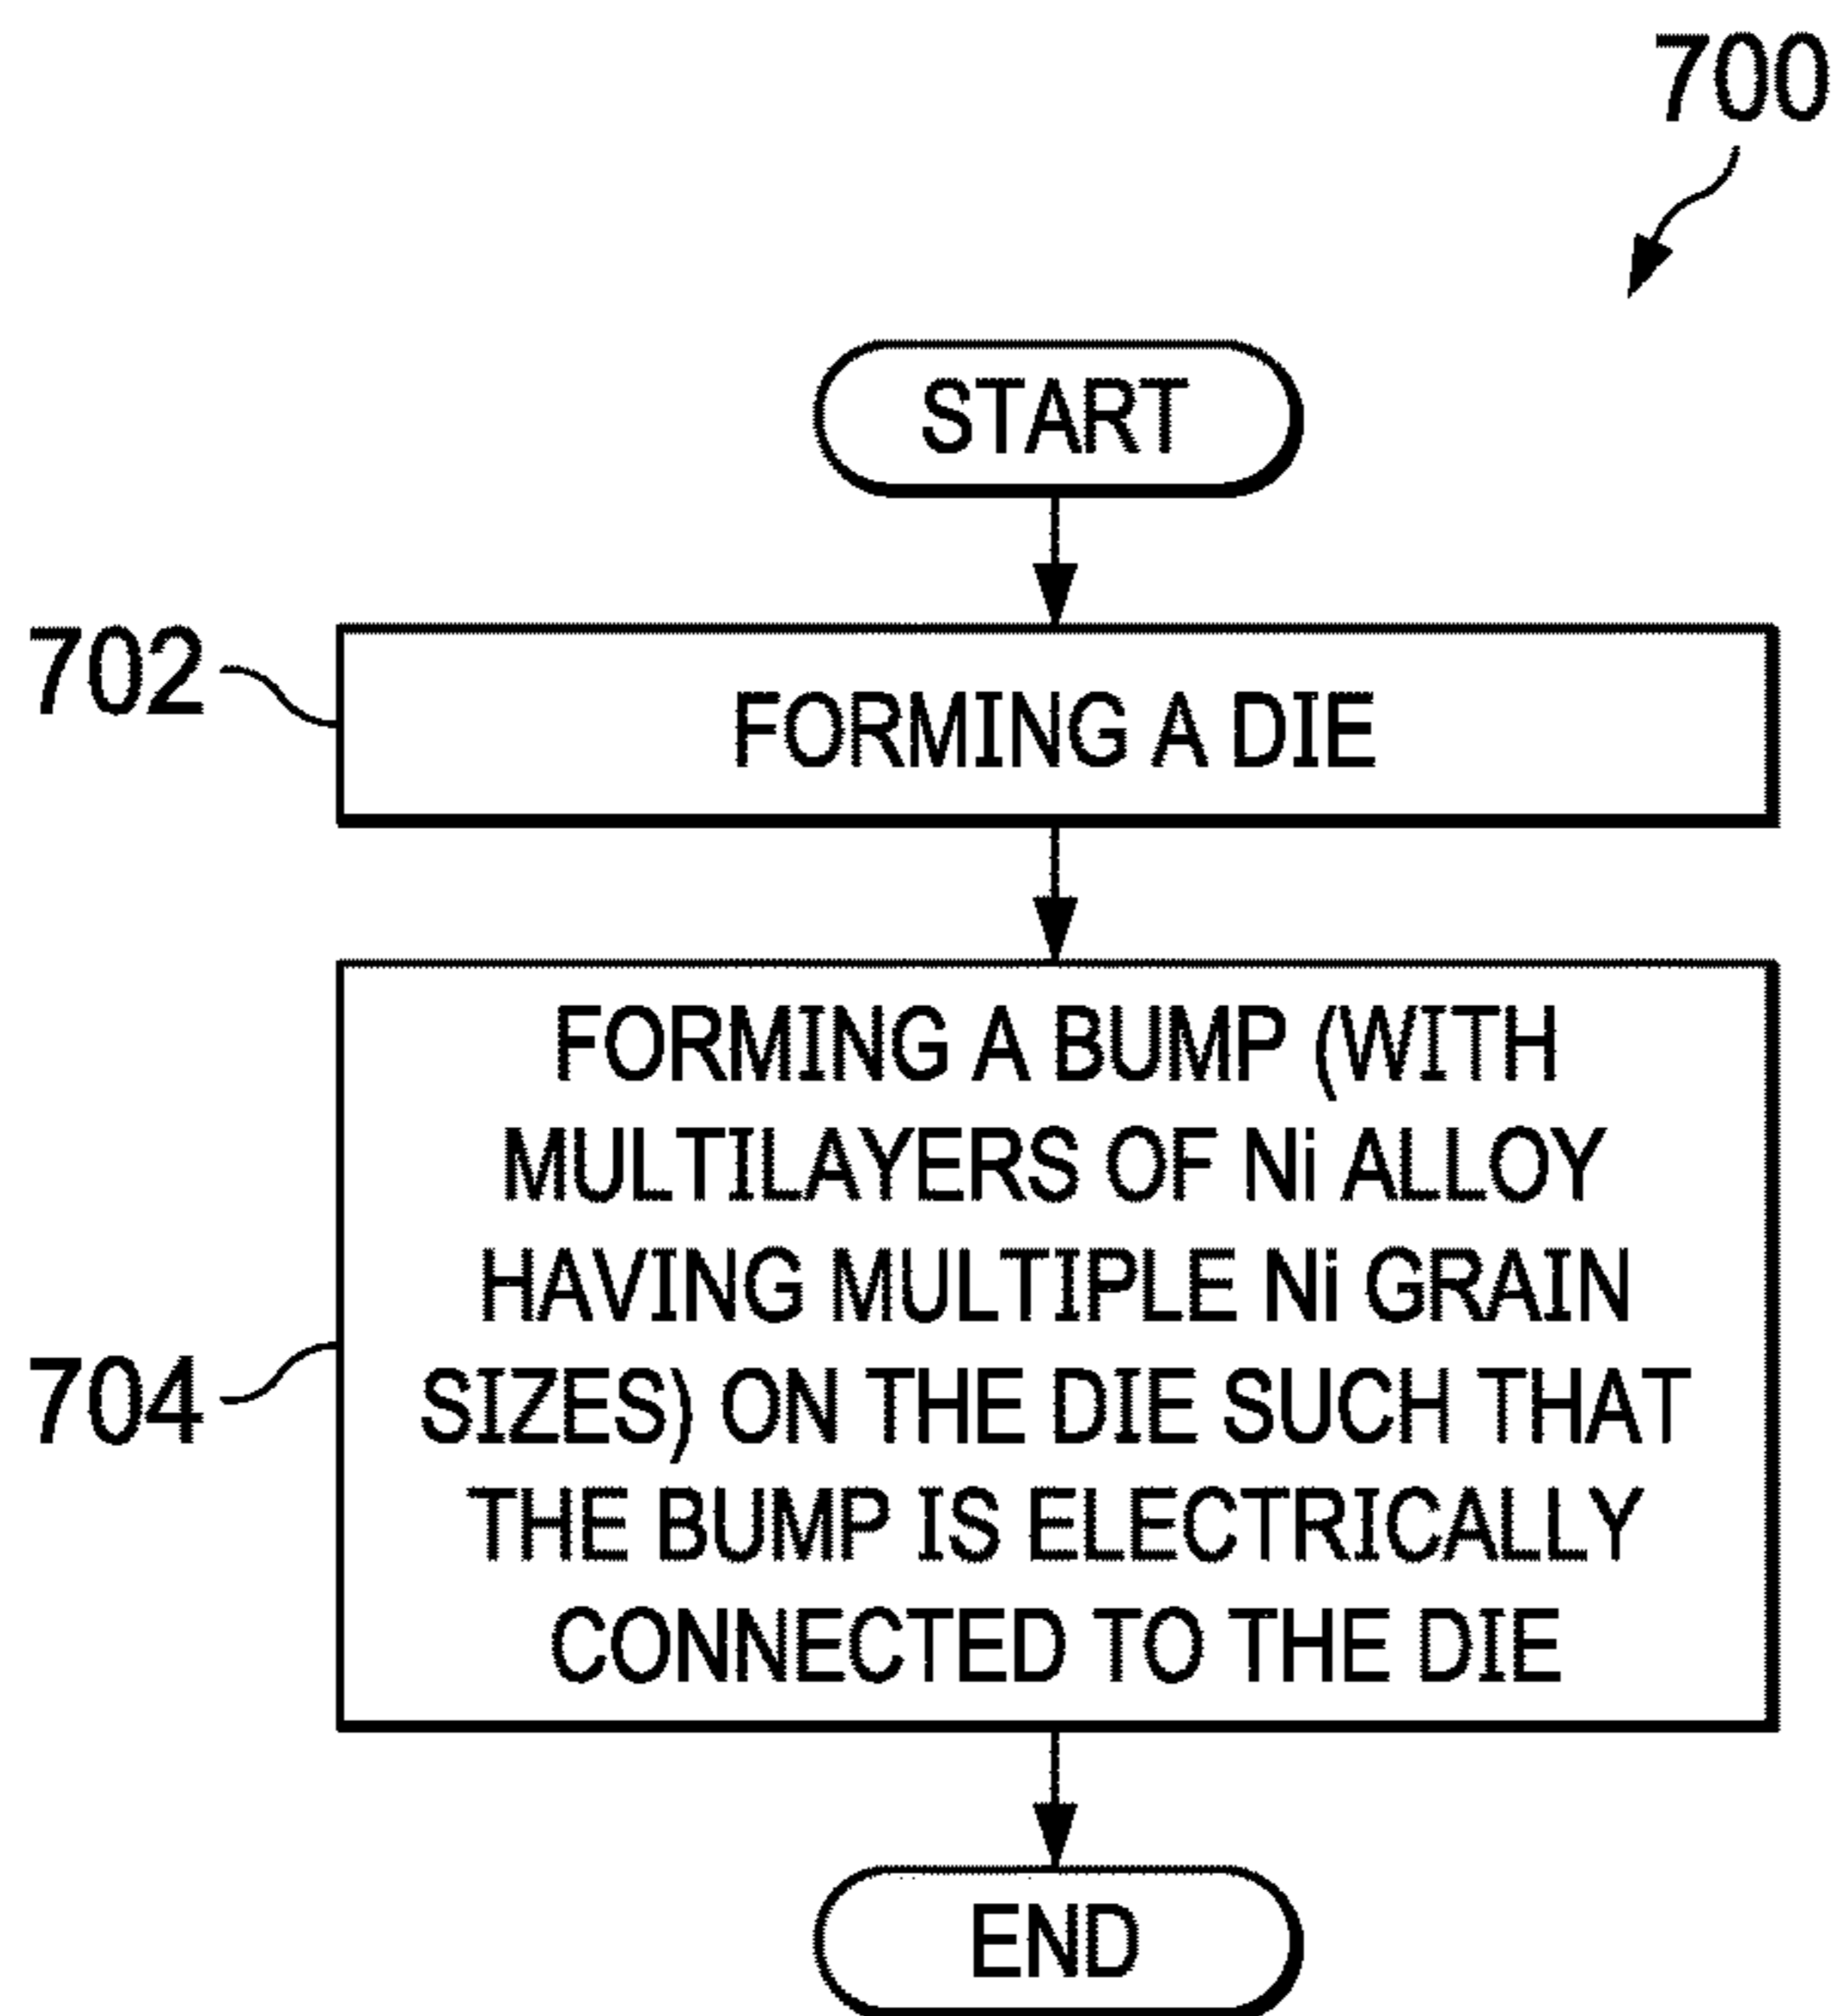 700
START
702
FORMING A DIE
FORMING A BUMP (WITH
MULTILAYERS OF Ni ALLOY
HAVING MULTIPLE Ni GRAIN
704
SIZES) ON THE DIE SUCH THAT
THE BUMP IS ELECTRICALLY
CONNECTED TO THE DIE
END